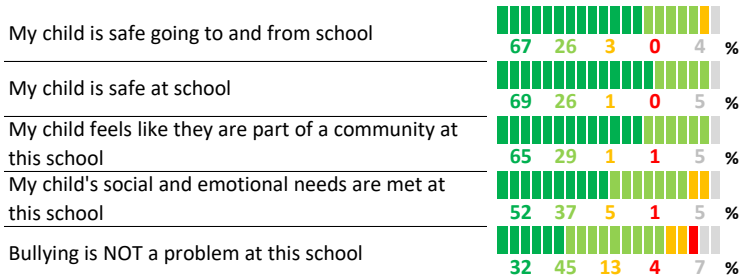 My child is safe going to and from school
67 26 3 0 4 %
My child is safe at school
69 26 1 0 5 %
My child feels like they are part of a community at
this school
65 29 1 1 5 %
My child's social and emotional needs are met at
this school
52 37 5 1 5 %
Bullying is NOT a problem at this school
32 45 13 4 7 %